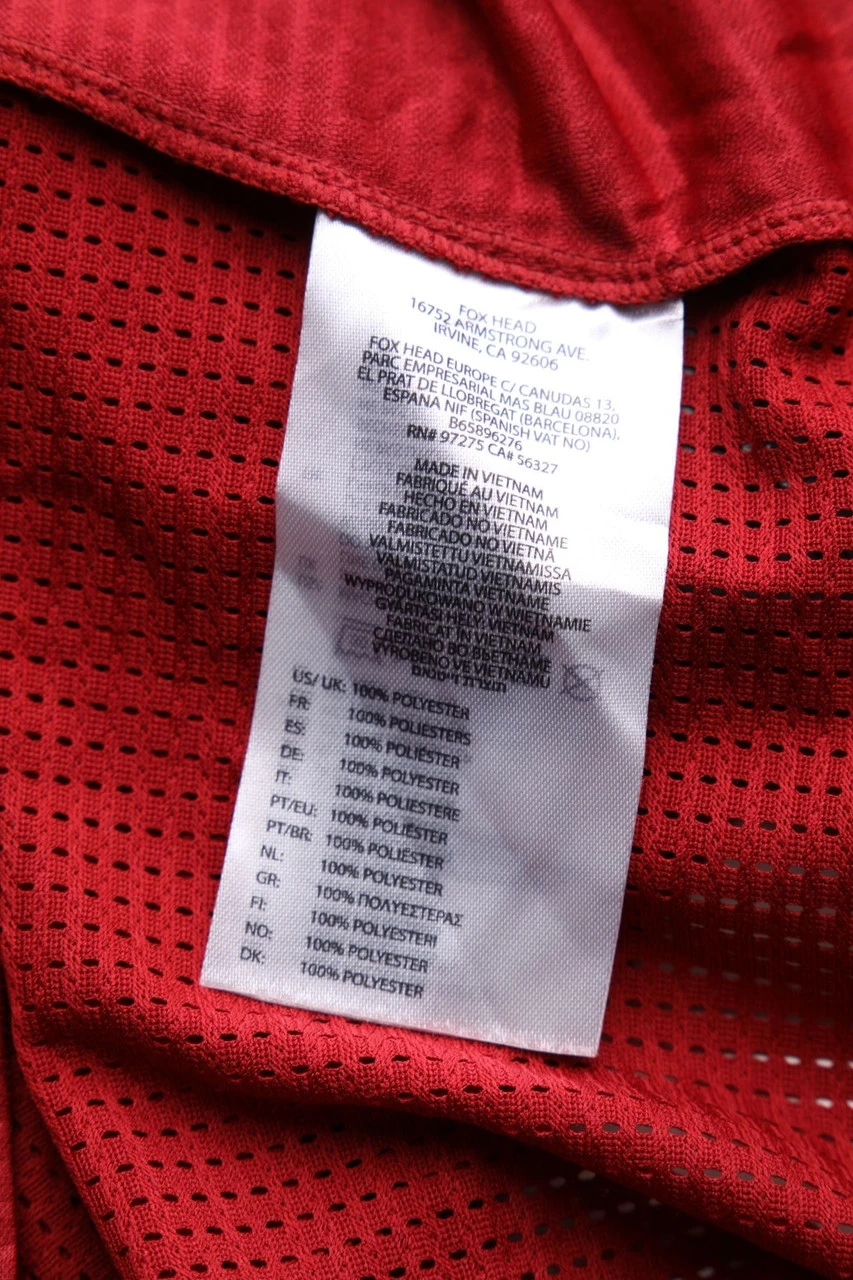 FOX HEAD
16752 ARMSTRONG AVE.
IRVINE, CA 92606
FOX HEAD EUROPE C/ CANUDAS 13,
PARC EMPRESARIAL MAS BLAU 08820
EL PRAT DE LLOBREGAT (BARCELONA),
ESPANA NIF (SPANISH VAT NO)
B65896276
RN# 97275 CA# 56327
MADE IN VIETNAM
FABRIQUÉ AU VIETNAM
HECHO EN VIETNAM
FABRICADO NO VIETNAME
FABRICADO NO VIETNÃ
VALMISTETTU VIETNAMISSA
VALMISTATUD VIETNAMIS
PAGAMINTA VIETNAME
WYPRODUKOWANO W WIETNAMIE
GYÁRTÁSI HELY: VIETNAM
FABRICAT IN VIETNAM
СДЕЛАНО ВО ВЬЕТНАМЕ
VYROBENO VE VIETNAMU
תוצרת וייטנאם
US/ UK: 100% POLYESTER
FR: 100% POLIESTERS
ES: 100% POLIÉSTER
DE: 100% POLYESTER
IT: 100% POLIESTERE
PT/EU: 100% POLIÉSTER
PT/BR: 100% POLIÉSTER
NL: 100% POLYESTER
GR: 100% ΠΟΛΥΕΣΤΕΡΑΣ
FI: 100% POLYESTERI
NO: 100% POLYESTER
DK: 100% POLYESTER